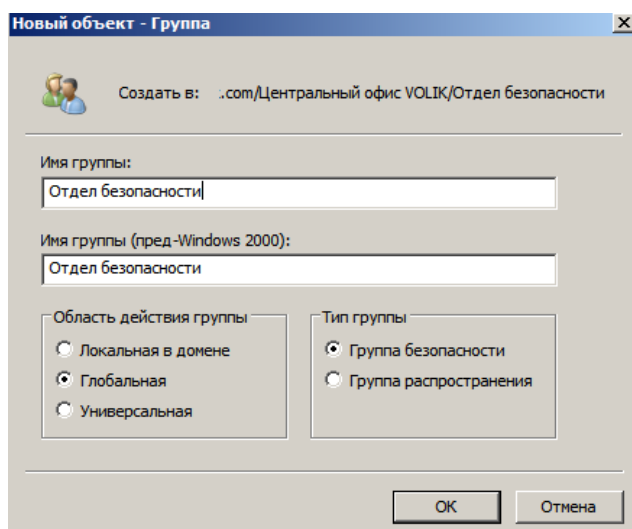 Новый объект - Группа
Создать в: :.com/Центральный офис VOLIK/Отдел безопасности
Имя группы:
Отдел безопасности
Имя группы (пред-Windows 2000):
Отдел безопасности
Область действия группы
Локальная в домене
Глобальная
Универсальная
Тип группы
Группа безопасности
Группа распространения
ОК
Отмена